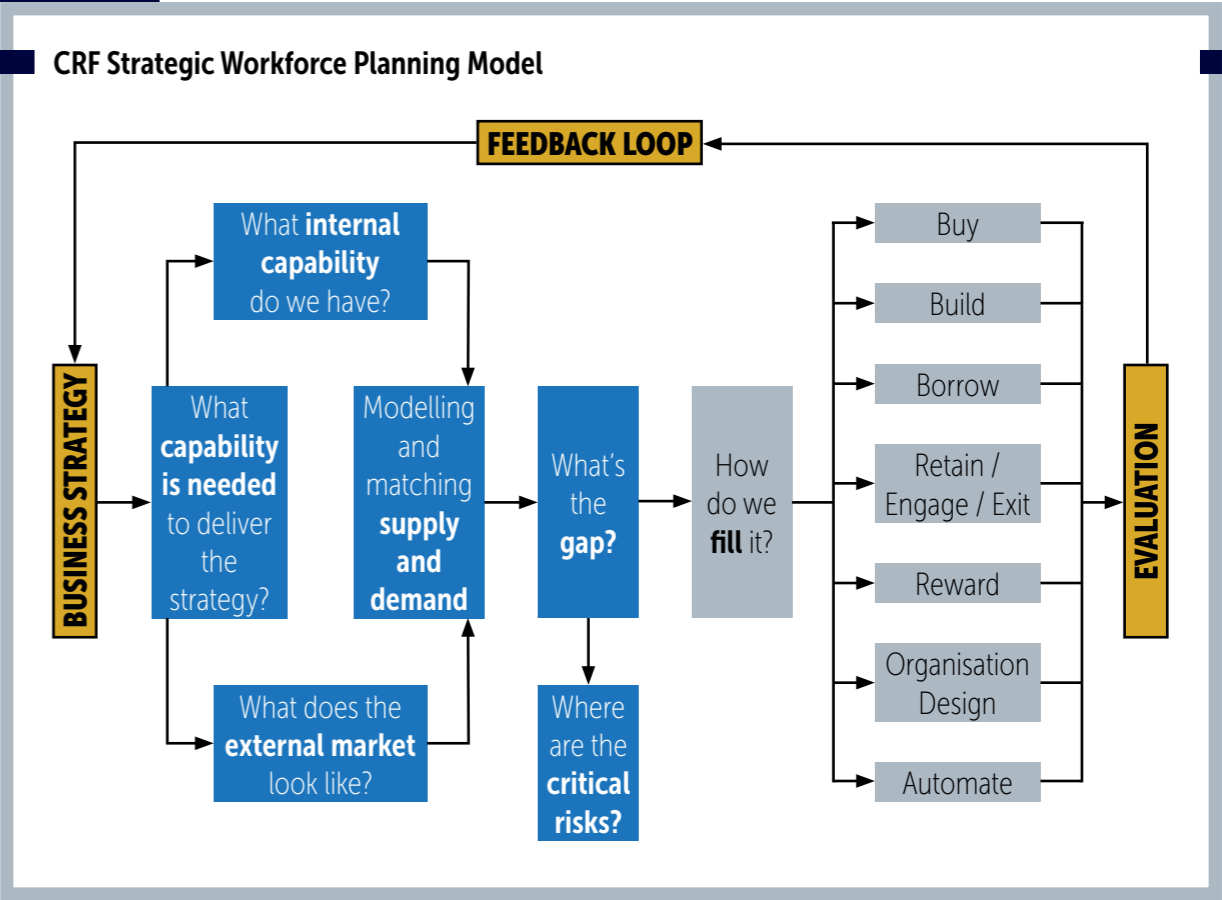 CRF Strategic Workforce Planning Model
FEEDBACK LOOP
BUSINESS STRATEGY
What
capability
is needed
to deliver
the
strategy?
What internal
capability
do we have?
What does the
external market
look like?
Modelling
and
matching
supply
and
demand
What’s
the
gap?
Where
are the
critical
risks?
How
do we
fill it?
Buy
Build
Borrow
Retain /
Engage / Exit
Reward
Organisation
Design
Automate
EVALUATION